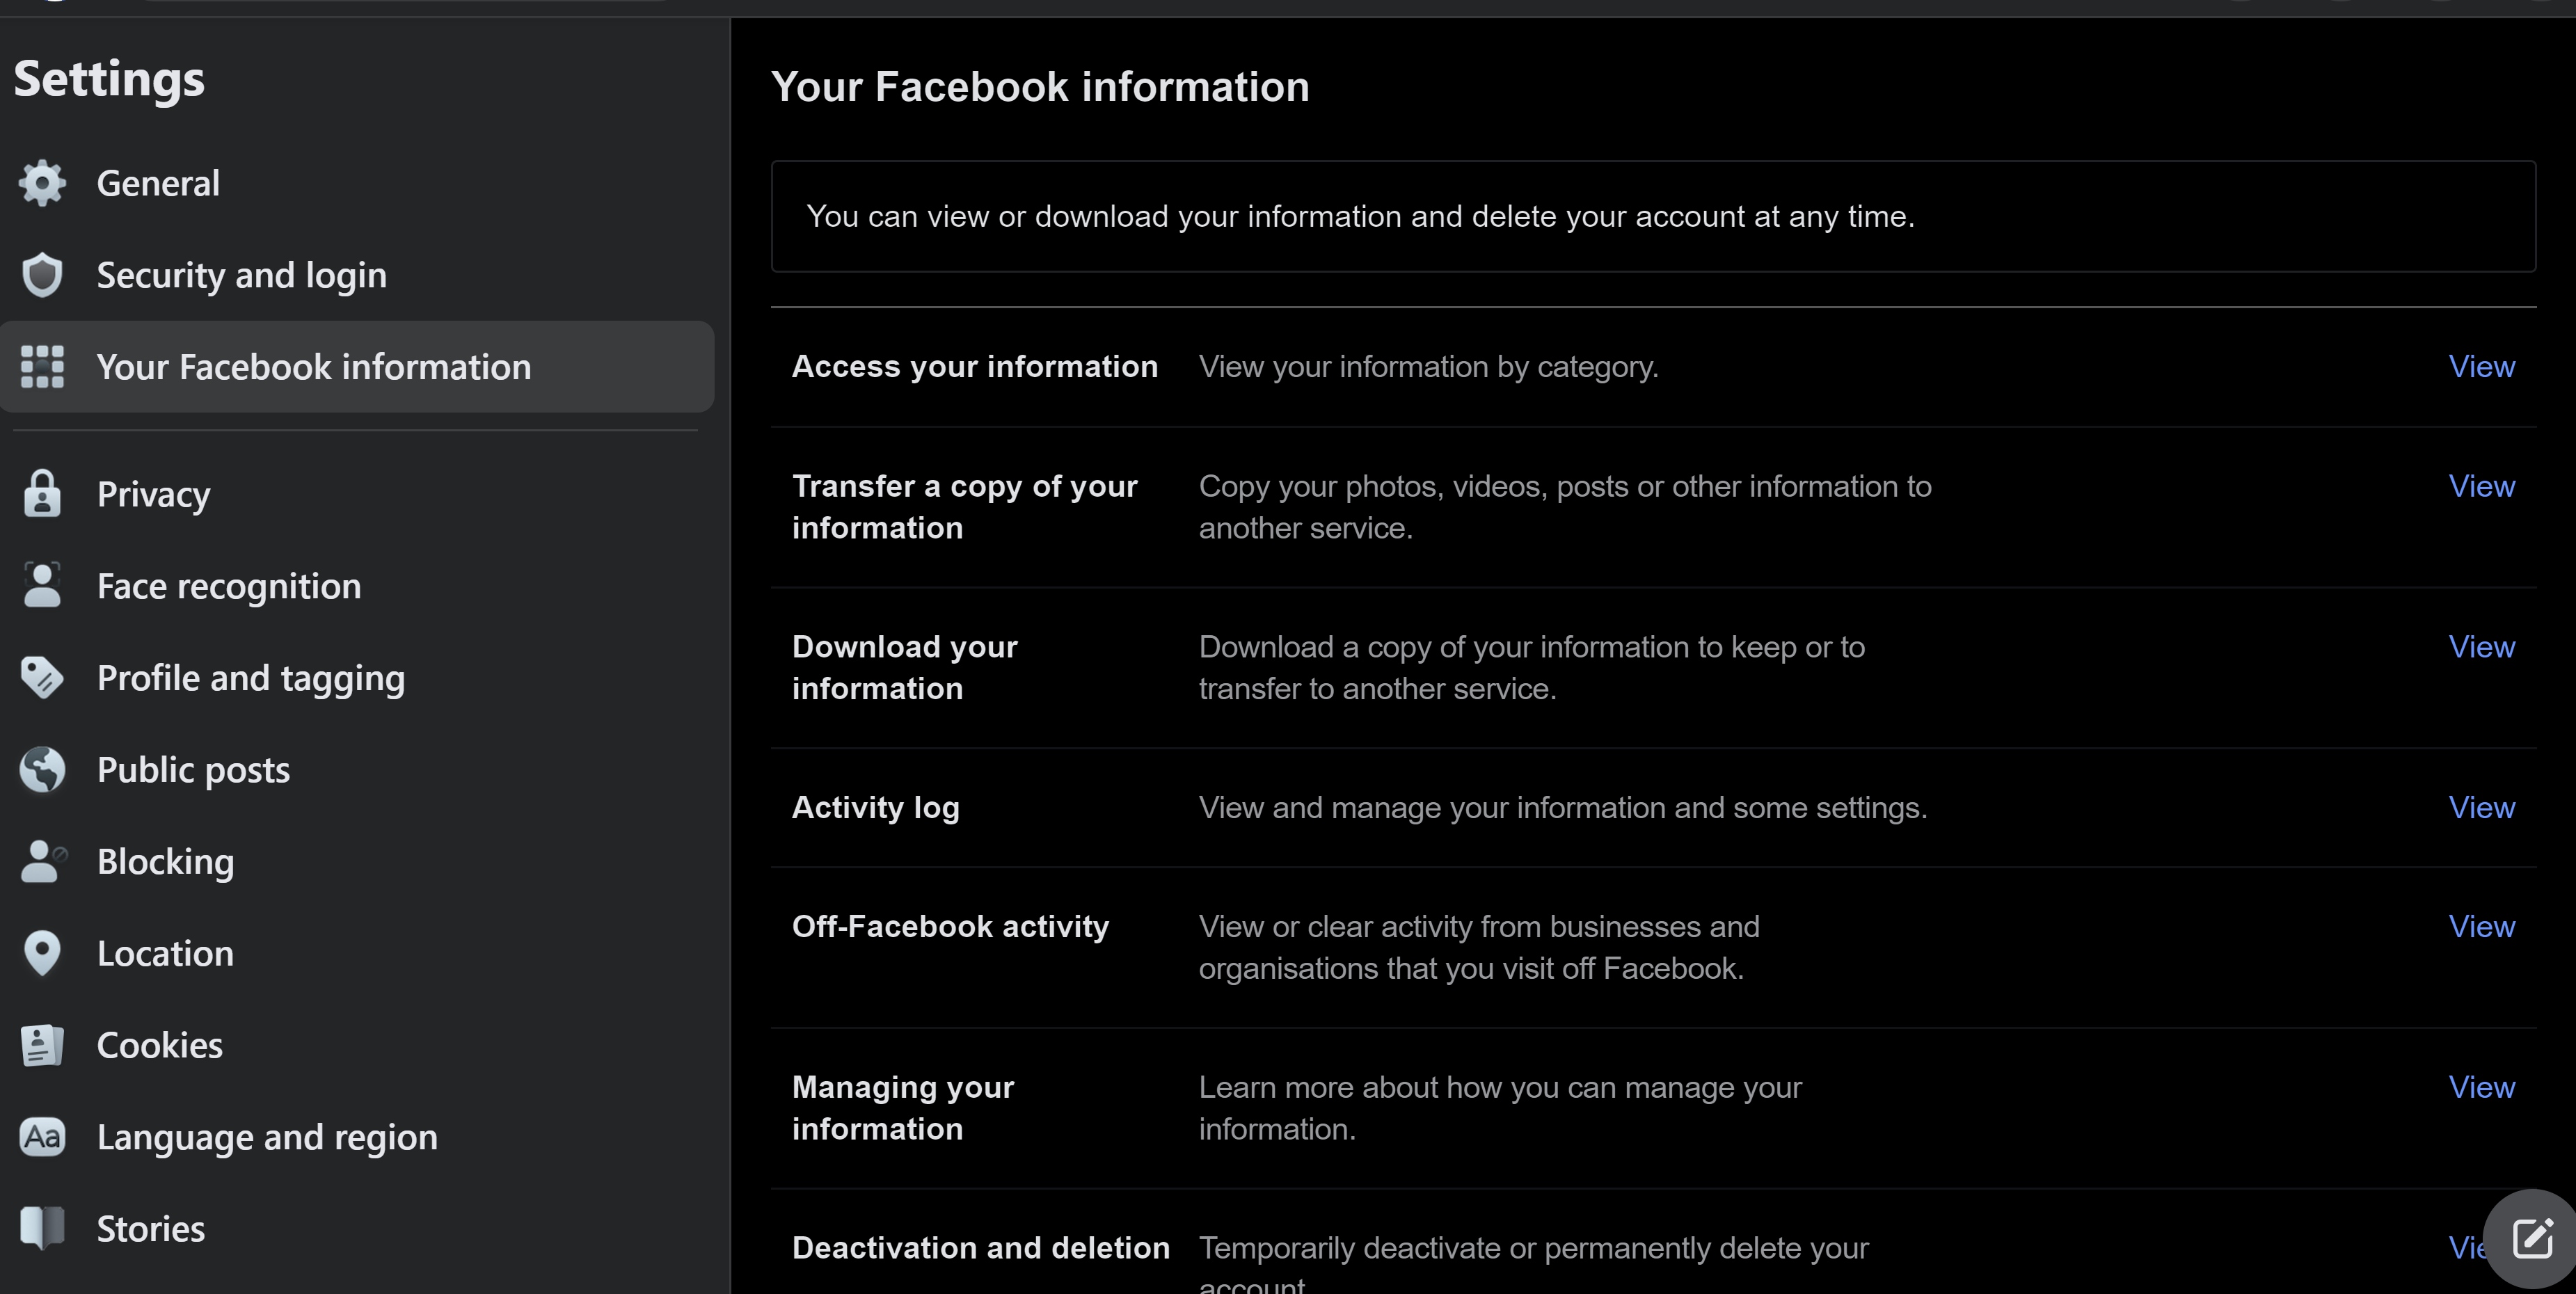 Settings
General
Security and login
Your Facebook information
Privacy
Face recognition
Profile and tagging
Public posts
Blocking
Location
Cookies
Aa
Language and region
Stories
Your Facebook information
You can view or download your information and delete your account at any time.
Access your information
View your information by category.
View
Transfer a copy of your
information
Copy your photos, videos, posts or other information to
another service.
View
Download your
information
Download a copy of your information to keep or to
transfer to another service.
View
Activity log
View and manage your information and some settings.
View
Off-Facebook activity
View or clear activity from businesses and
organisations that you visit off Facebook.
View
Managing your
information
Learn more about how you can manage your
information.
View
Deactivation and deletion
Temporarily deactivate or permanently delete your
account.
Vie